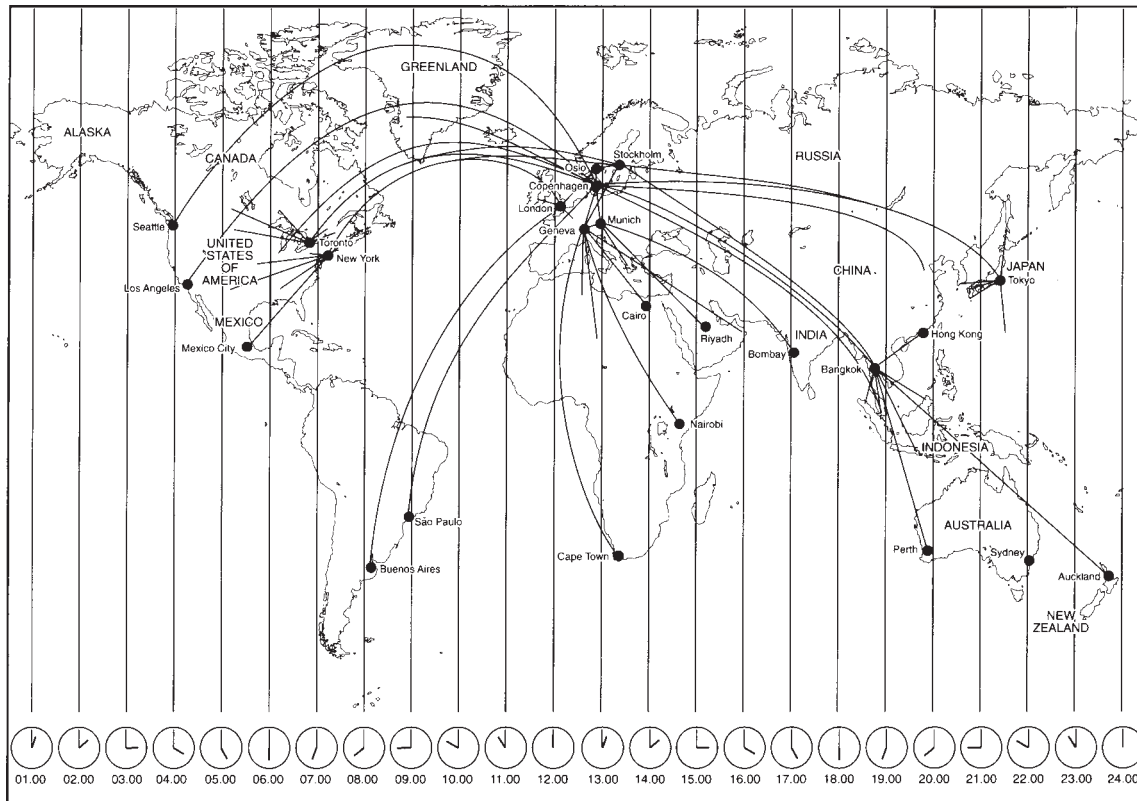 GREENLAND
ALASKA
CANADA
RUSSIA
Stockholm
Oslo
Copenhagen
London
Munich
Geneva
Seattle
Toronto
UNITED
STATES
OF
AMERICA
New York
Los Angeles
CHINA
JAPAN
Tokyo
Cairo
MEXICO
Riyadh
INDIA
Hong Kong
Mexico City
Bombay
Bangkok
Nairobi
INDONESIA
São Paulo
AUSTRALIA
Perth
Sydney
Cape Town
Buenos Aires
Auckland
NEW
ZEALAND
01.00 02.00 03.00 04.00 05.00 06.00 07.00 08.00 09.00 10.00 11.00 12.00 13.00 14.00 15.00 16.00 17.00 18.00 19.00 20.00 21.00 22.00 23.00 24.00